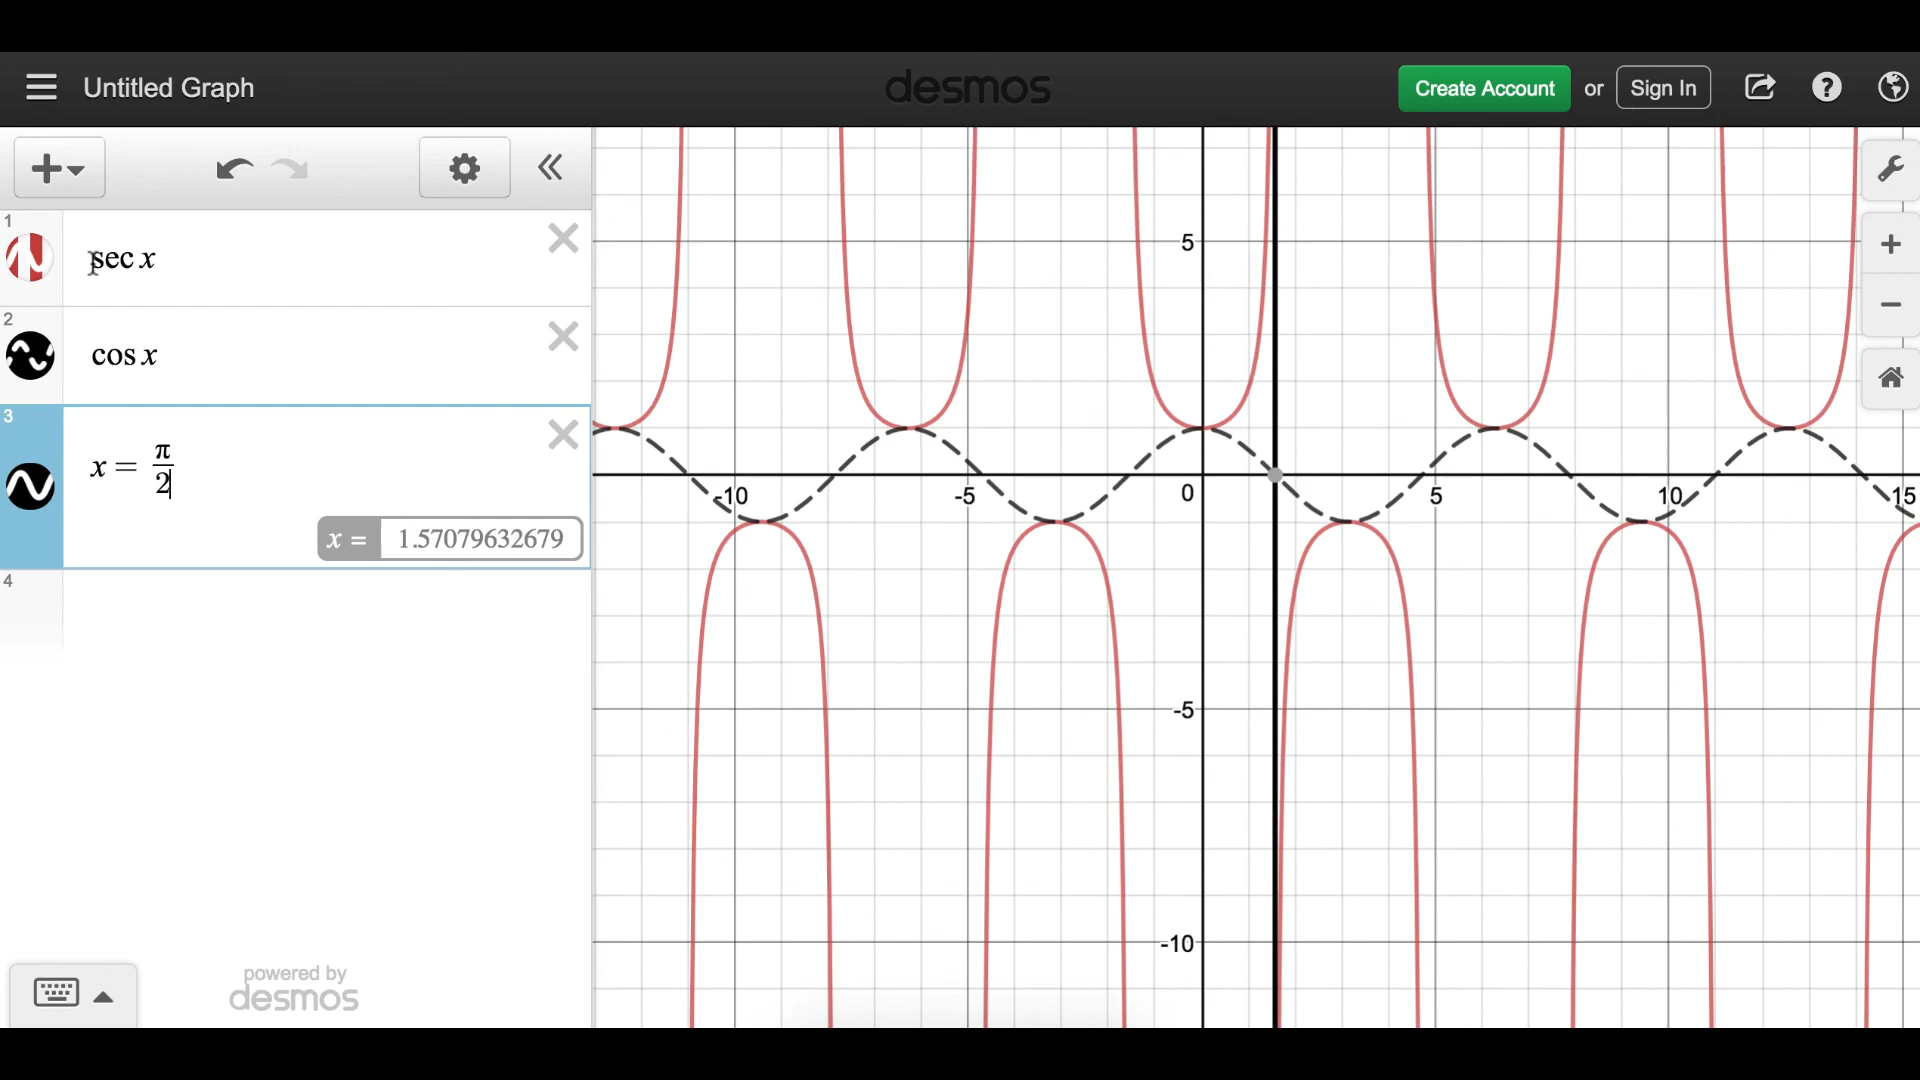 Untitled Graph
desmos
Create Account or Sign In
1
sec x
2
cos x
3
x = π/2
x = 1.57079632679
4
powered by
desmos
5
-10 -5 0 5 10 15
-5
-10